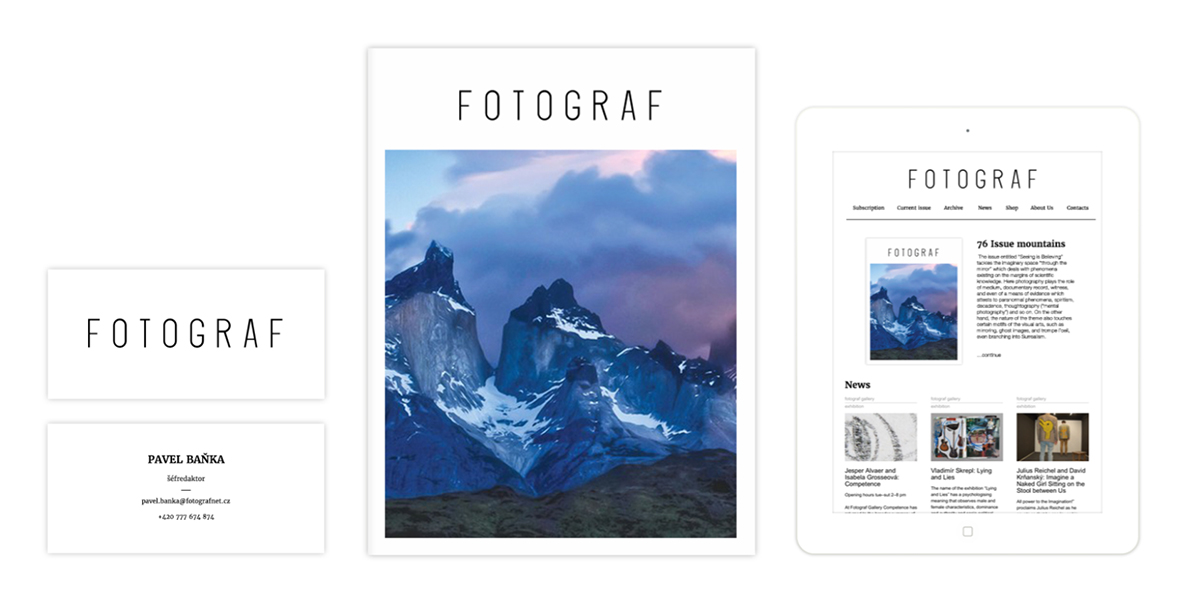 FOTOGRAF
PAVEL BAŇKA
šéfredaktor
pavel.banka@fotografnet.cz
+420 777 674 874
FOTOGRAF
FOTOGRAF
Subscription Current Issue Archive News Shop About Us Contacts
FOTOGRAF
76 Issue mountains
The issue entitled "Seeing is Believing"
tackles the imaginary space "through the
mirror" which deals with phenomena
existing on the margins of scientific
knowledge. Here photography plays the role
of medium, documentary record, witness,
and even of a means of evidence which
attests to paranormal phenomena, spiritism,
decadence, thoughtography ("mental
photography") and so on. On the other
hand, the nature of the theme also touches
certain motifs of the visual arts, such as
mirroring, ghost images, and trompe l'oeil,
even branching into Surrealism.
...continue
News
fotograf gallery
exhibition
Jesper Alvaer and
Isabela Grosseová:
Competence
Opening hours tue–sut 2–8 pm
At Fotograf Gallery Competence has
fotograf gallery
exhibition
Vladimír Skrepl: Lying
and Lies
The name of the exhibition "Lying
and Lies" has a psychologising
meaning that observes male and
female characteristics, dominance
fotograf gallery
exhibition
Julius Reichel and David
Krňanský: Imagine a
Naked Girl Sitting on the
Stool between Us
All power to the Imagination"
proclaims Julius Reichel as he